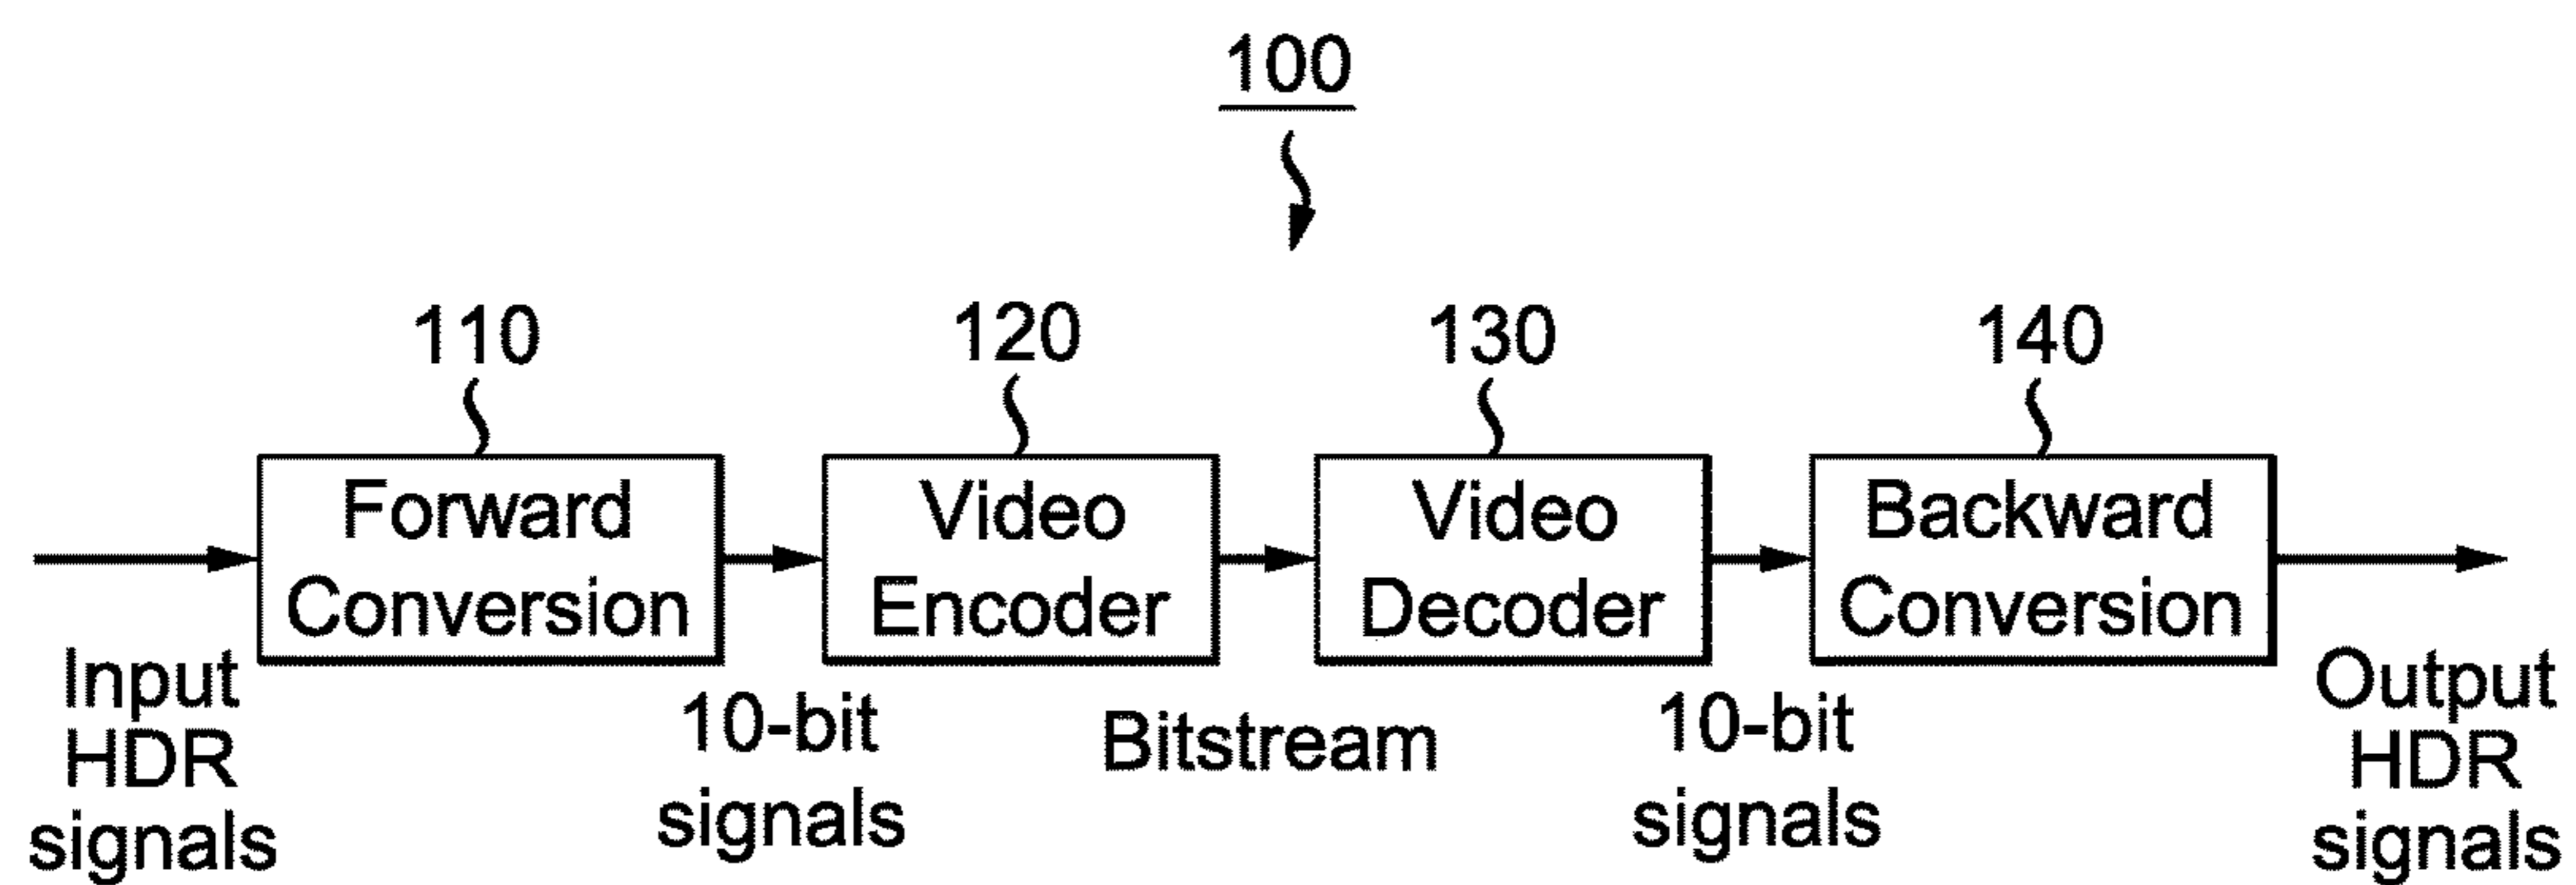 100
110
120
130
140
Forward
Conversion
Video
Encoder
Video
Decoder
Backward
Conversion
Input
HDR
signals
10-bit
signals
Bitstream
10-bit
signals
Output
HDR
signals